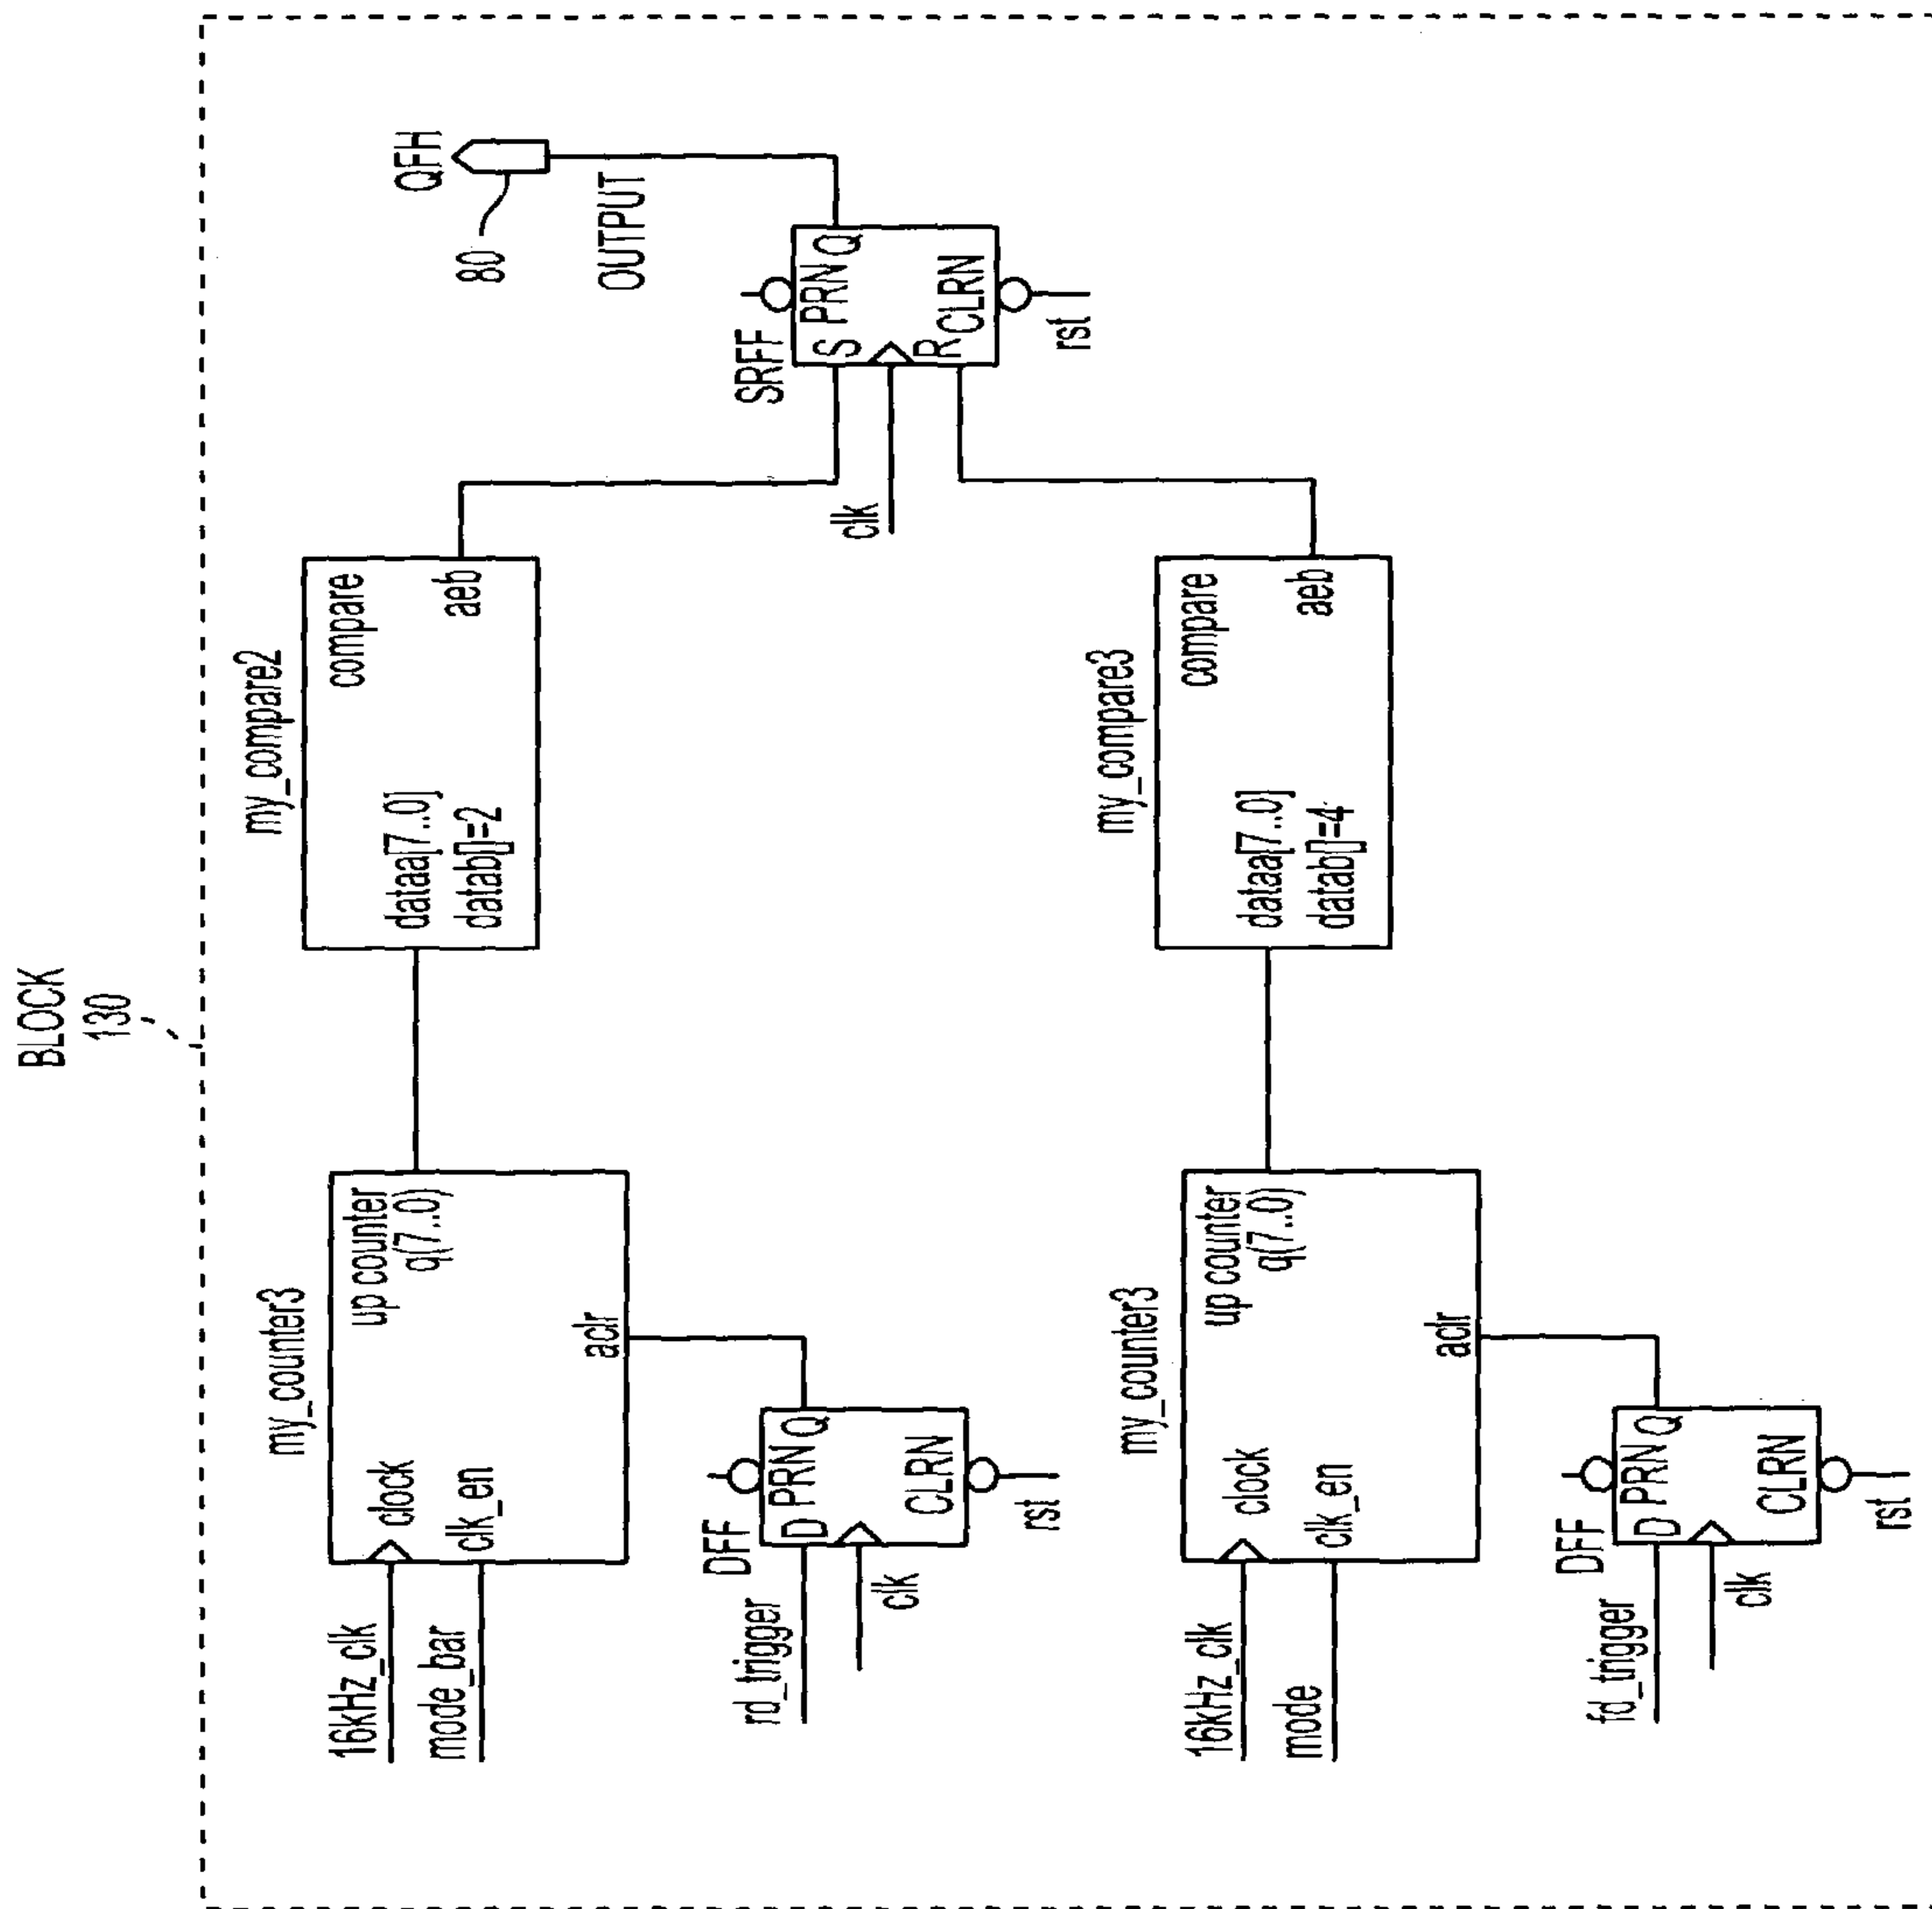 BLOCK
130
my_counter3
16kHz_clk
clock
up counter
q(7..0)
mode_bar
clk_en
aclr
DFF
rd_trigger
D
PRN
Q
clk
CLRN
rst
my_compare2
compare
dataa[7..0]
datab[]=2
aeb
QFH
80
OUTPUT
SRFF
S
PRN
Q
clk
R
CLRN
rst
my_counter3
16kHz_clk
clock
up counter
q(7..0)
mode
clk_en
aclr
DFF
fd_trigger
D
PRN
Q
clk
CLRN
rst
my_compare3
compare
dataa[7..0]
datab[]=4
aeb